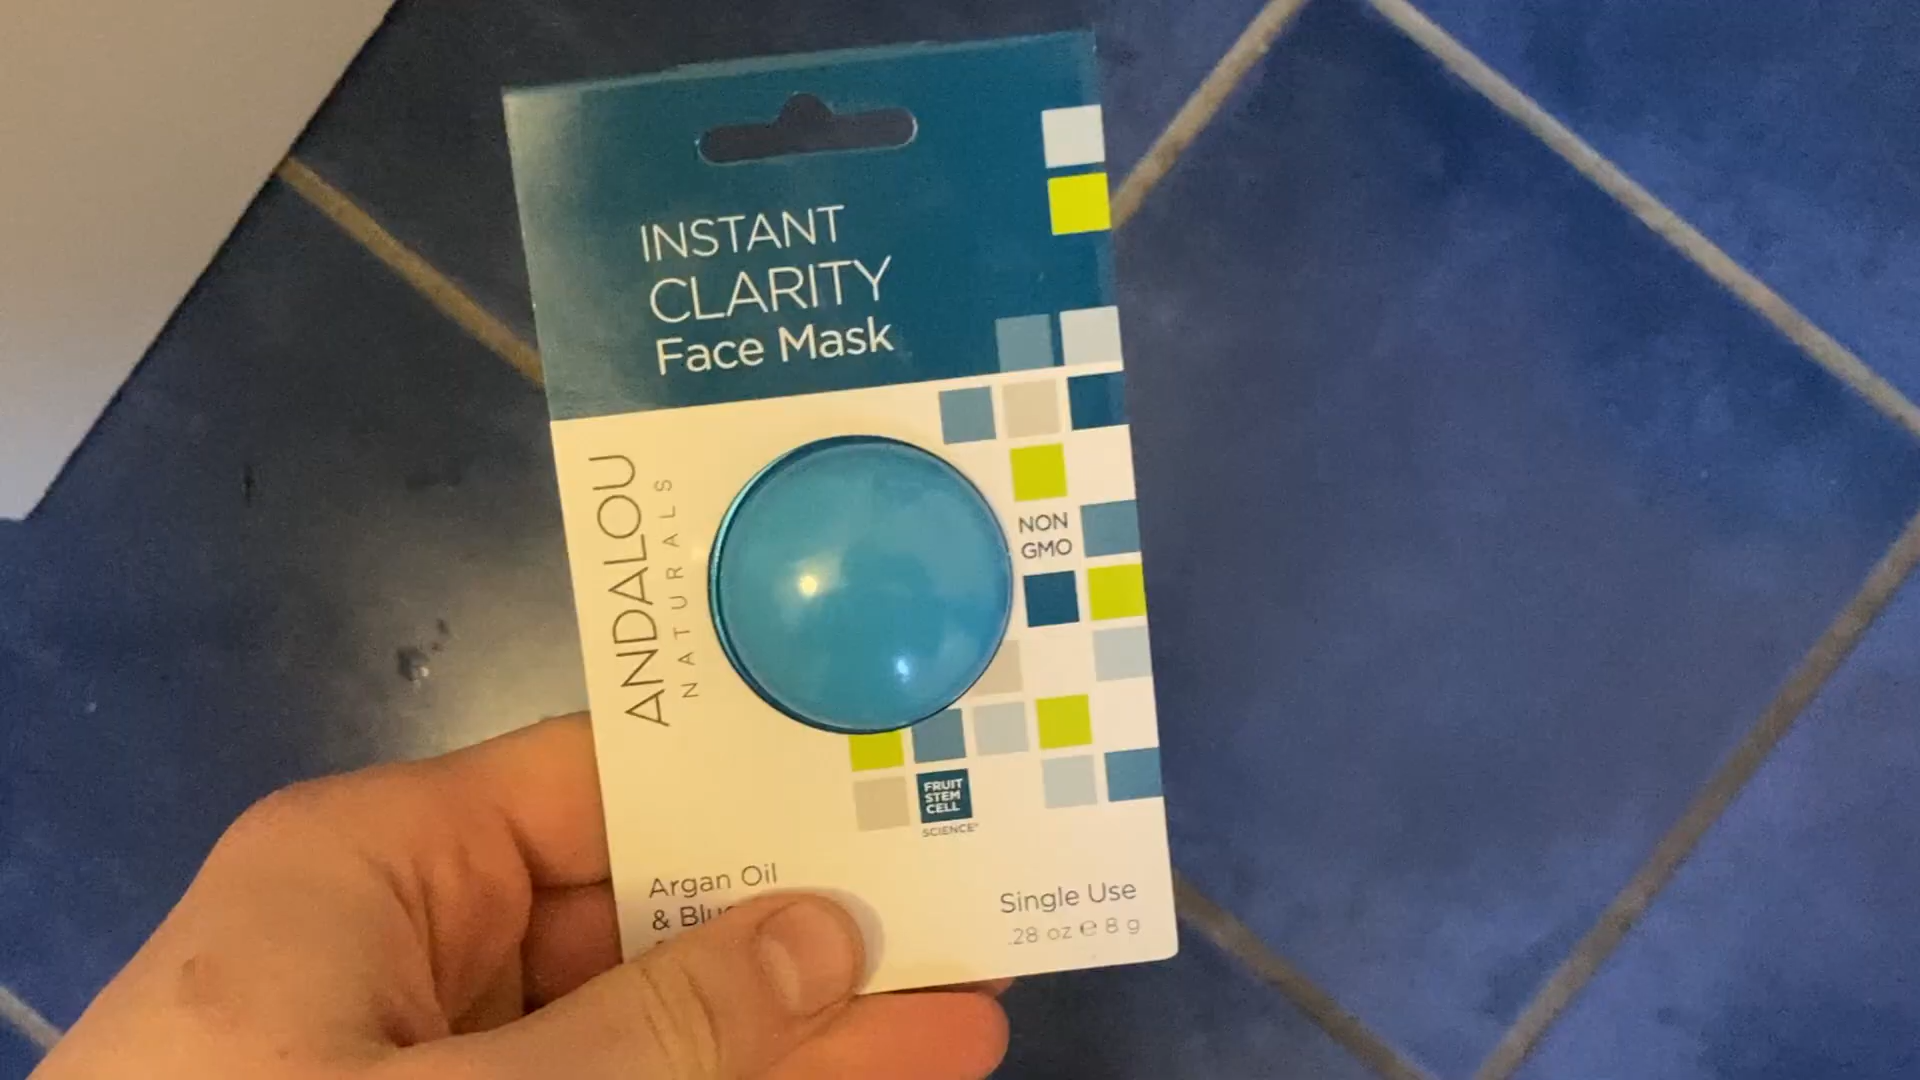 INSTANT
CLARITY
Face Mask
ANDALOU
NATURALS
NON
GMO
FRUIT
STEM
CELL
SCIENCE®
Argan Oil
&
Single Use
.28 oz ℮ 8 g